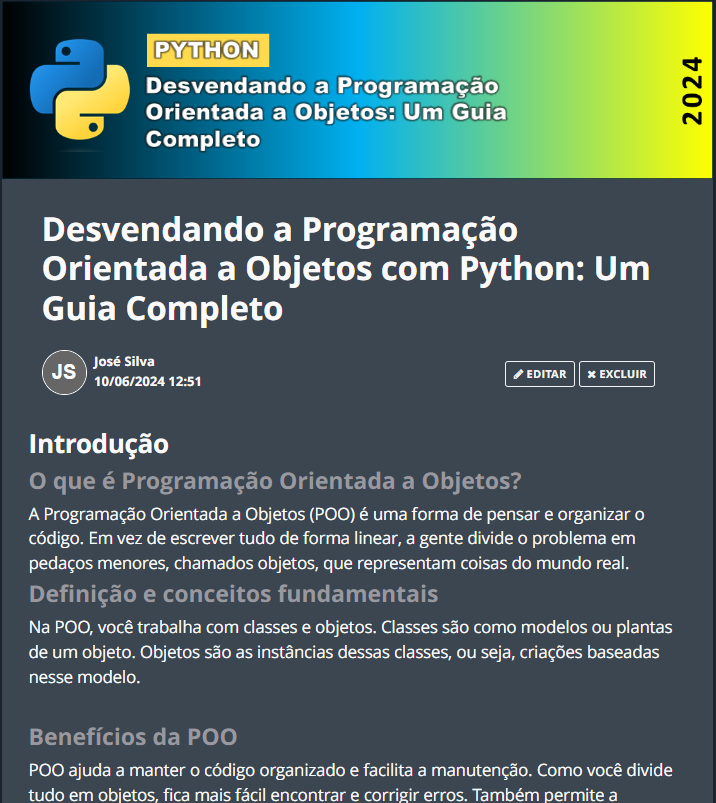 PYTHON
Desvendando a Programação
Orientada a Objetos: Um Guia
Completo
2024
Desvendando a Programação
Orientada a Objetos com Python: Um
Guia Completo
JS
José Silva
10/06/2024 12:51
EDITAR
EXCLUIR
Introdução
O que é Programação Orientada a Objetos?
A Programação Orientada a Objetos (POO) é uma forma de pensar e organizar o
código. Em vez de escrever tudo de forma linear, a gente divide o problema em
pedaços menores, chamados objetos, que representam coisas do mundo real.
Definição e conceitos fundamentais
Na POO, você trabalha com classes e objetos. Classes são como modelos ou plantas
de um objeto. Objetos são as instâncias dessas classes, ou seja, criações baseadas
nesse modelo.
Benefícios da POO
POO ajuda a manter o código organizado e facilita a manutenção. Como você divide
tudo em objetos, fica mais fácil encontrar e corrigir erros. Também permite a